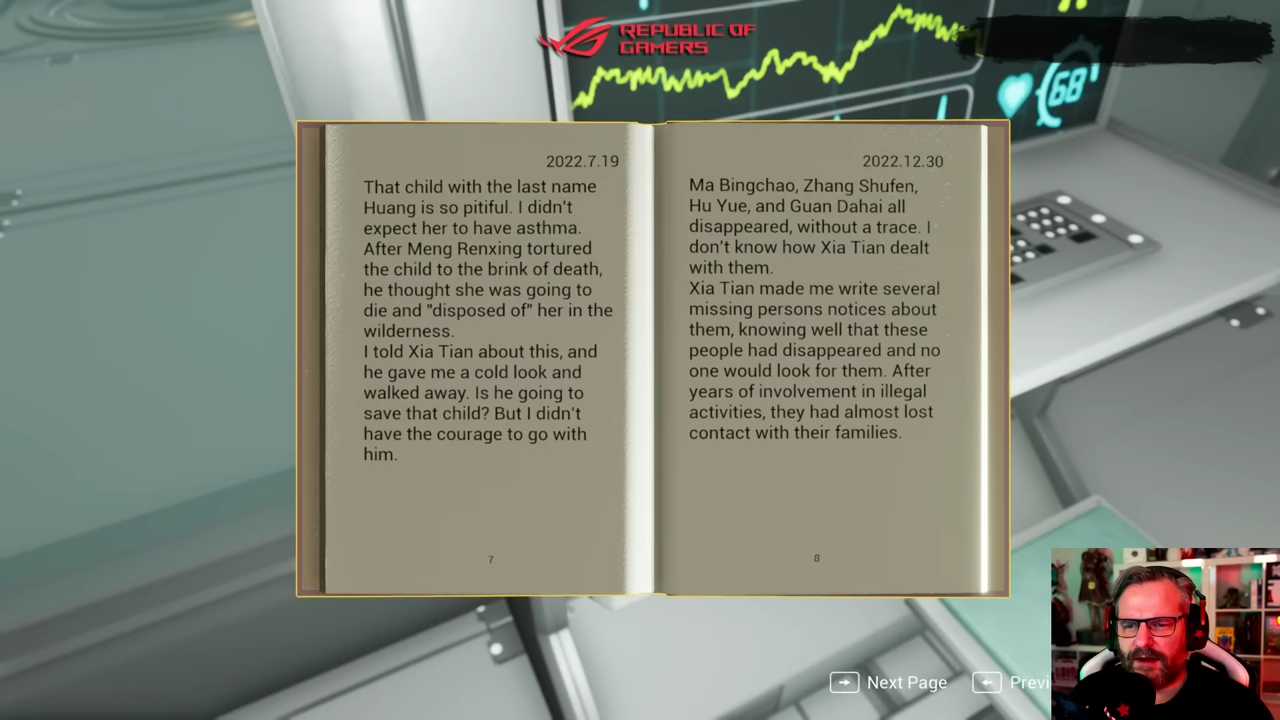 REPUBLIC OF
GAMERS
68
2022.7.19
That child with the last name
Huang is so pitiful. I didn't
expect her to have asthma.
After Meng Renxing tortured
the child to the brink of death,
he thought she was going to
die and "disposed of" her in the
wilderness.
I told Xia Tian about this, and
he gave me a cold look and
walked away. Is he going to
save that child? But I didn't
have the courage to go with
him.
7
2022.12.30
Ma Bingchao, Zhang Shufen,
Hu Yue, and Guan Dahai all
disappeared, without a trace. I
don't know how Xia Tian dealt
with them.
Xia Tian made me write several
missing persons notices about
them, knowing well that these
people had disappeared and no
one would look for them. After
years of involvement in illegal
activities, they had almost lost
contact with their families.
8
Next Page
Previ